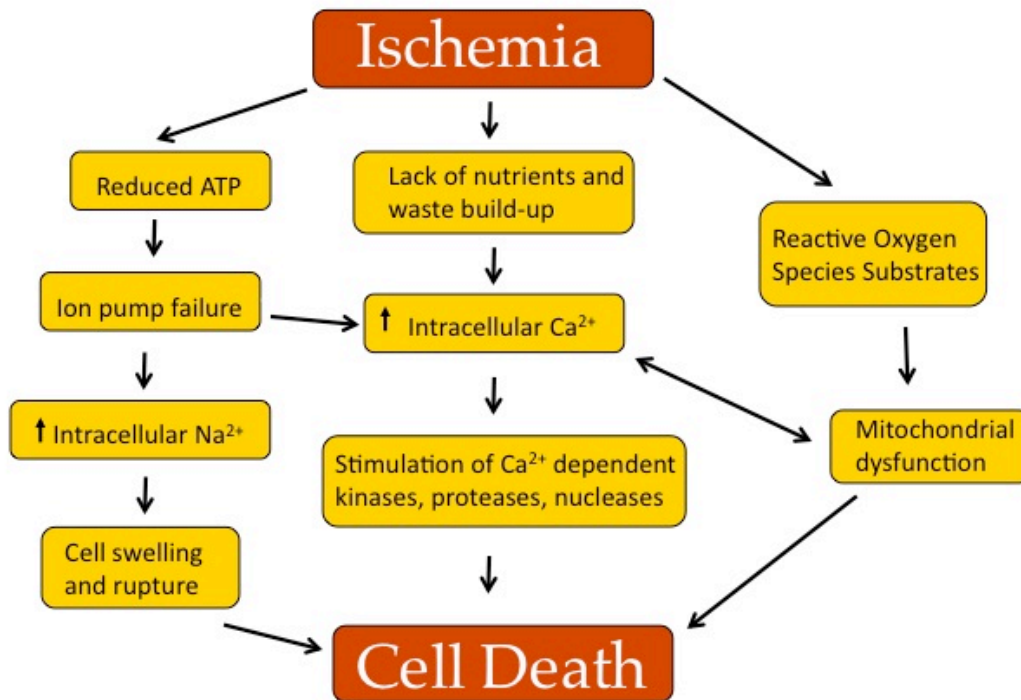 Ischemia
Reduced ATP
Lack of nutrients and
waste build-up
Reactive Oxygen
Species Substrates
Ion pump failure
↑ Intracellular Ca²⁺
↑ Intracellular Na²⁺
Stimulation of Ca²⁺ dependent
kinases, proteases, nucleases
Mitochondrial
dysfunction
Cell swelling
and rupture
Cell Death